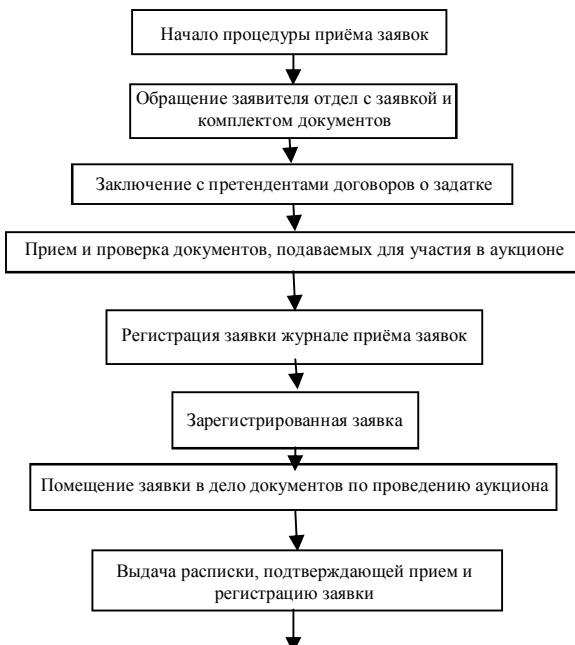 Начало процедуры приёма заявок
Обращение заявителя отдел с заявкой и
комплектом документов
Заключение с претендентами договоров о задатке
Прием и проверка документов, подаваемых для участия в аукционе
Регистрация заявки журнале приёма заявок
Зарегистрированная заявка
Помещение заявки в дело документов по проведению аукциона
Выдача расписки, подтверждающей прием и
регистрацию заявки